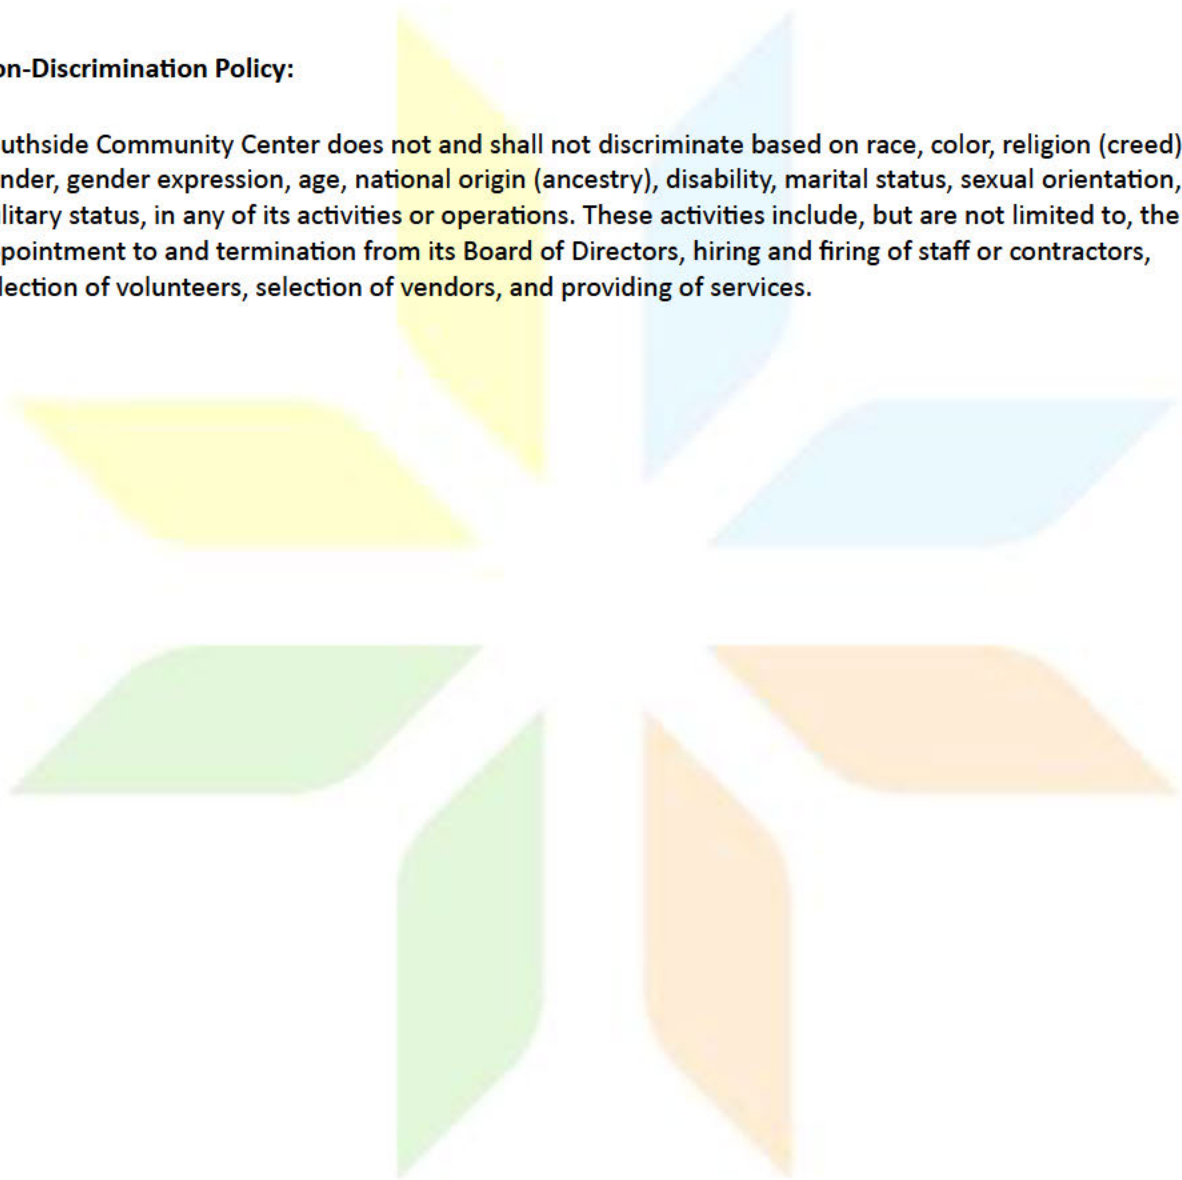 on-Discrimination Policy:
uthside Community Center does not and shall not discriminate based on race, color, religion (creed)
nder, gender expression, age, national origin (ancestry), disability, marital status, sexual orientation,
litary status, in any of its activities or operations. These activities include, but are not limited to, the
pointment to and termination from its Board of Directors, hiring and firing of staff or contractors,
lection of volunteers, selection of vendors, and providing of services.